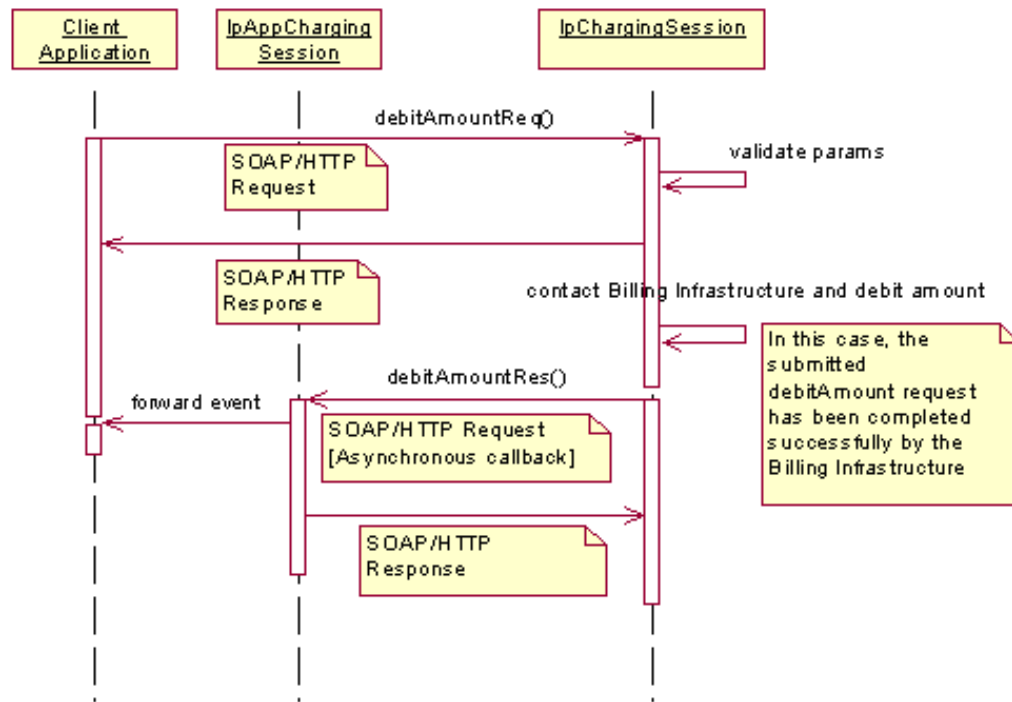 Client
Application
IpAppCharging
Session
IpChargingSession
debitAmountReq()
validate params
SOAP/HTTP
Request
SOAP/HTTP
Response
contact Billing Infrastructure and debit amount
In this case, the
submitted
debitAmount request
has been completed
successfully by the
Billing Infrastructure
debitAmountRes()
forward event
SOAP/HTTP Request
[Asynchronous callback]
SOAP/HTTP
Response